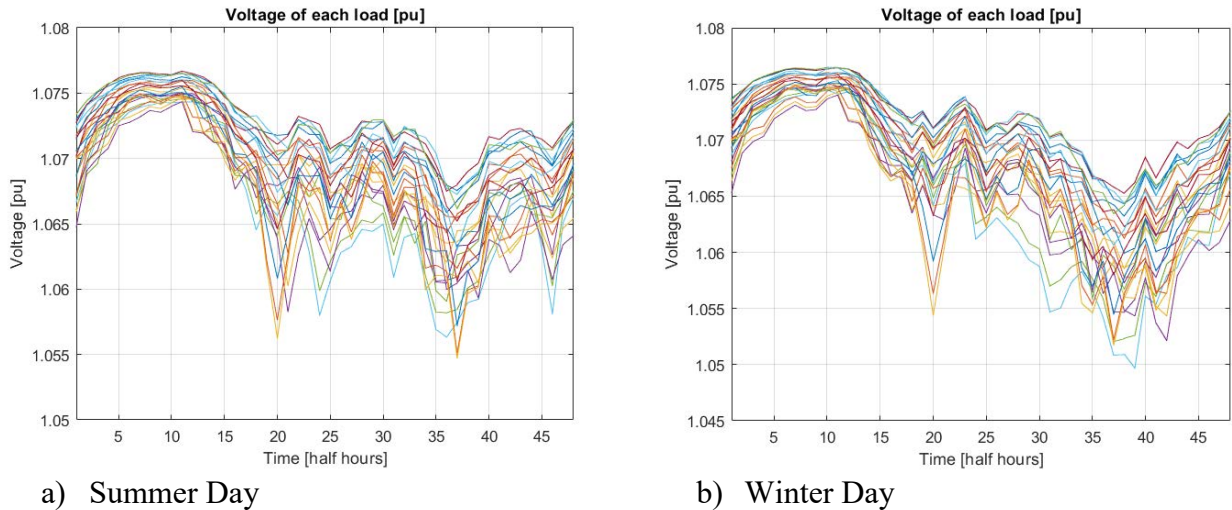 Voltage of each load [pu]
1.08
1.075
1.07
1.065
1.06
1.055
1.05
Voltage [pu]
5 10 15 20 25 30 35 40 45
Time [half hours]
a) Summer Day
Voltage of each load [pu]
1.08
1.075
1.07
1.065
1.06
1.055
1.05
1.045
Voltage [pu]
5 10 15 20 25 30 35 40 45
Time [half hours]
b) Winter Day